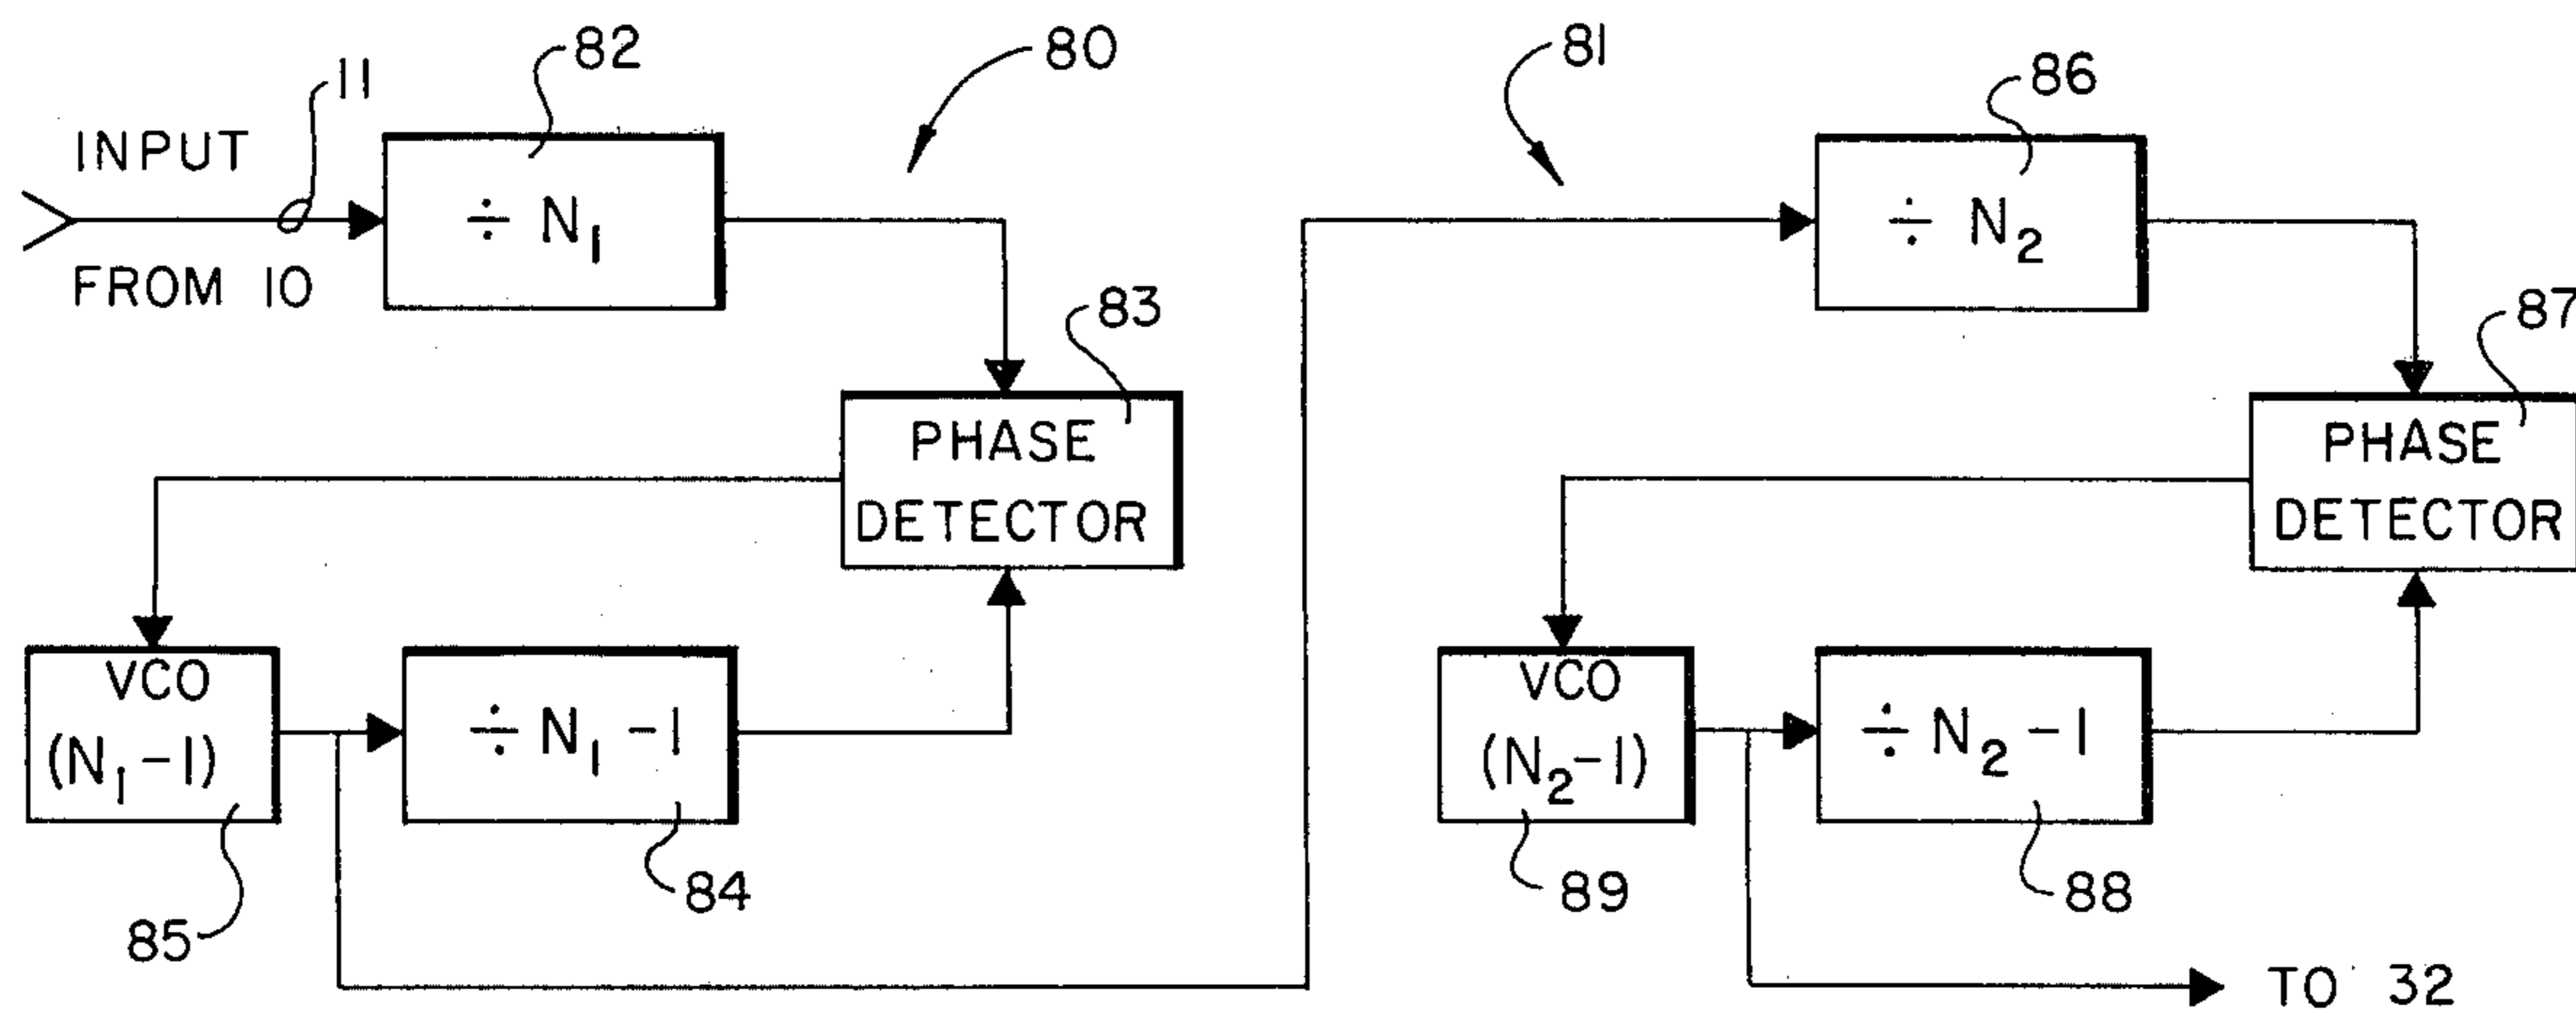 INPUT
FROM 10
11
82
÷ N₁
80
83
PHASE
DETECTOR
VCO
(N₁-1)
85
÷ N₁ -1
84
81
86
÷ N₂
87
PHASE
DETECTOR
VCO
(N₂-1)
89
÷ N₂ -1
88
TO 32